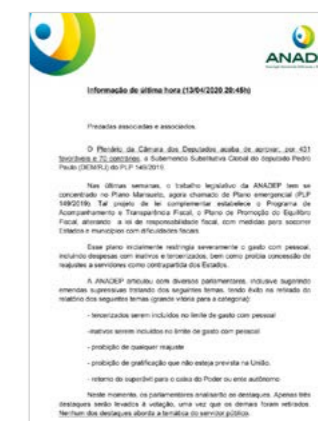 ANAD
Informação de última hora (13/04/2020 20:45h)
Prezadas associadas e associados,
O Plenário da Câmara dos Deputados acaba de aprovar, por 431
favoráveis e 70 contrários, a Subemenda Substitutiva Global do deputado Pedro
Paulo (DEM/RJ) do PLP 149/2019.
Nas últimas semanas, o trabalho legislativo da ANADEP tem se
concentrado no Plano Mansueto, agora chamado de Plano emergencial (PLP
149/2019). Tal projeto de lei complementar estabelece o Programa de
Acompanhamento e Transparência Fiscal, o Plano de Promoção do Equilíbrio
Fiscal, alterando a lei de responsabilidade fiscal, com medidas para socorrer
Estados e municípios com dificuldades fiscais.
Esse plano inicialmente restringia severamente o gasto com pessoal,
incluindo despesas com inativos e terceirizados, bem como proibia concessão de
reajustes a servidores como contrapartida dos Estados.
A ANADEP articulou com diversos parlamentares, inclusive sugerindo
emendas supressivas tratando dos seguintes temas, tendo êxito na retirada do
relatório dos seguintes temas (grande vitória para a categoria):
- terceirizados serem incluídos no limite de gasto com pessoal
-inativos serem incluídos no limite de gasto com pessoal
- proibição de qualquer reajuste
- proibição de gratificação que não esteja prevista na União.
- retorno do superávit para o caixa do Poder ou ente autônomo
Neste momento, os parlamentares analisarão os destaques. Apenas três
destaques serão levados à votação, uma vez que os demais foram retirados.
Nenhum dos destaques aborda a temática do servidor público.